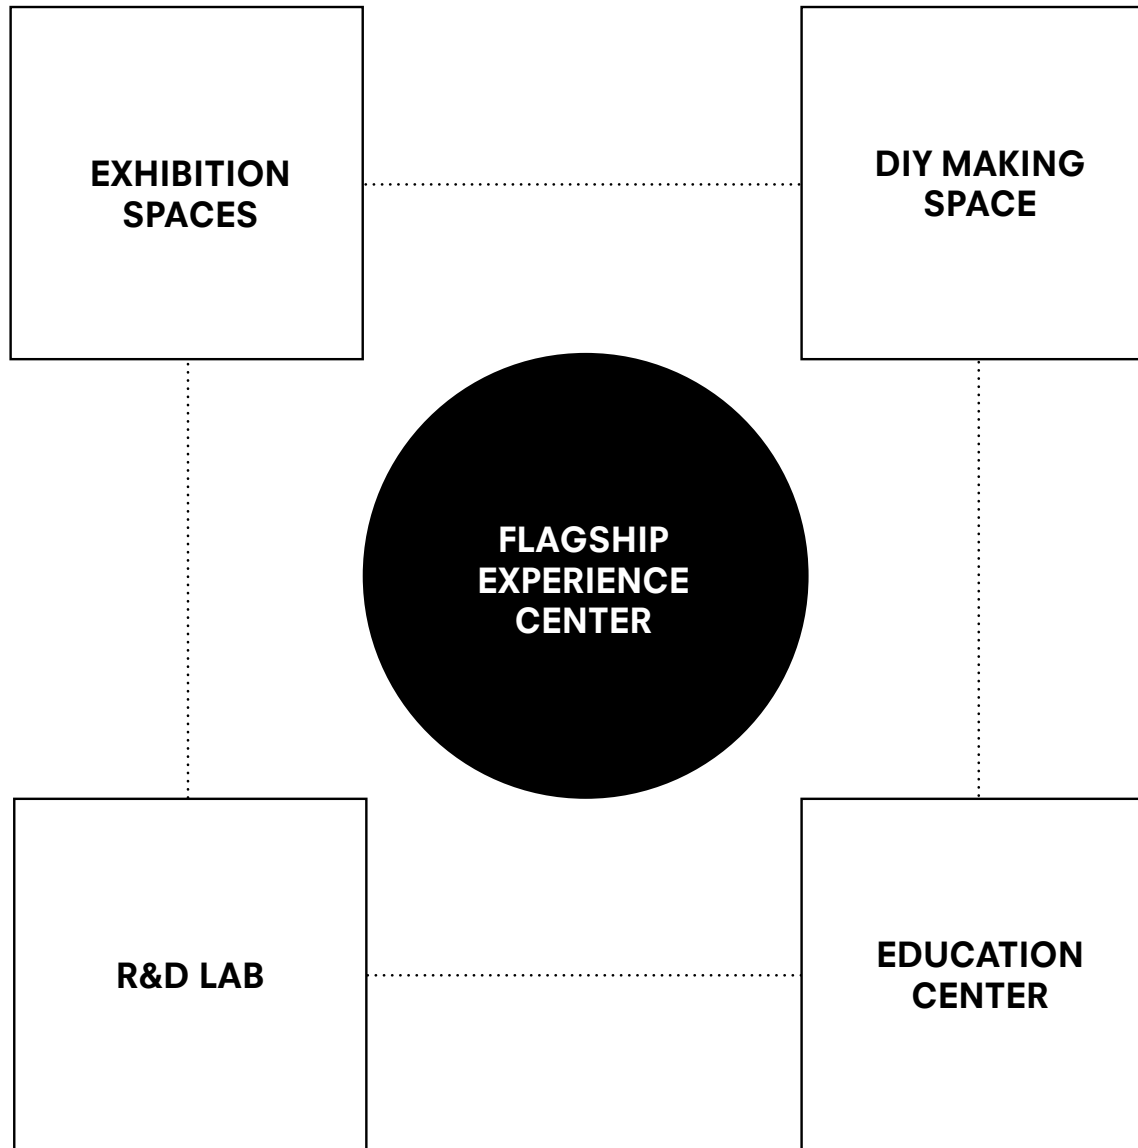 EXHIBITION
SPACES
DIY MAKING
SPACE
FLAGSHIP
EXPERIENCE
CENTER
R&D LAB
EDUCATION
CENTER